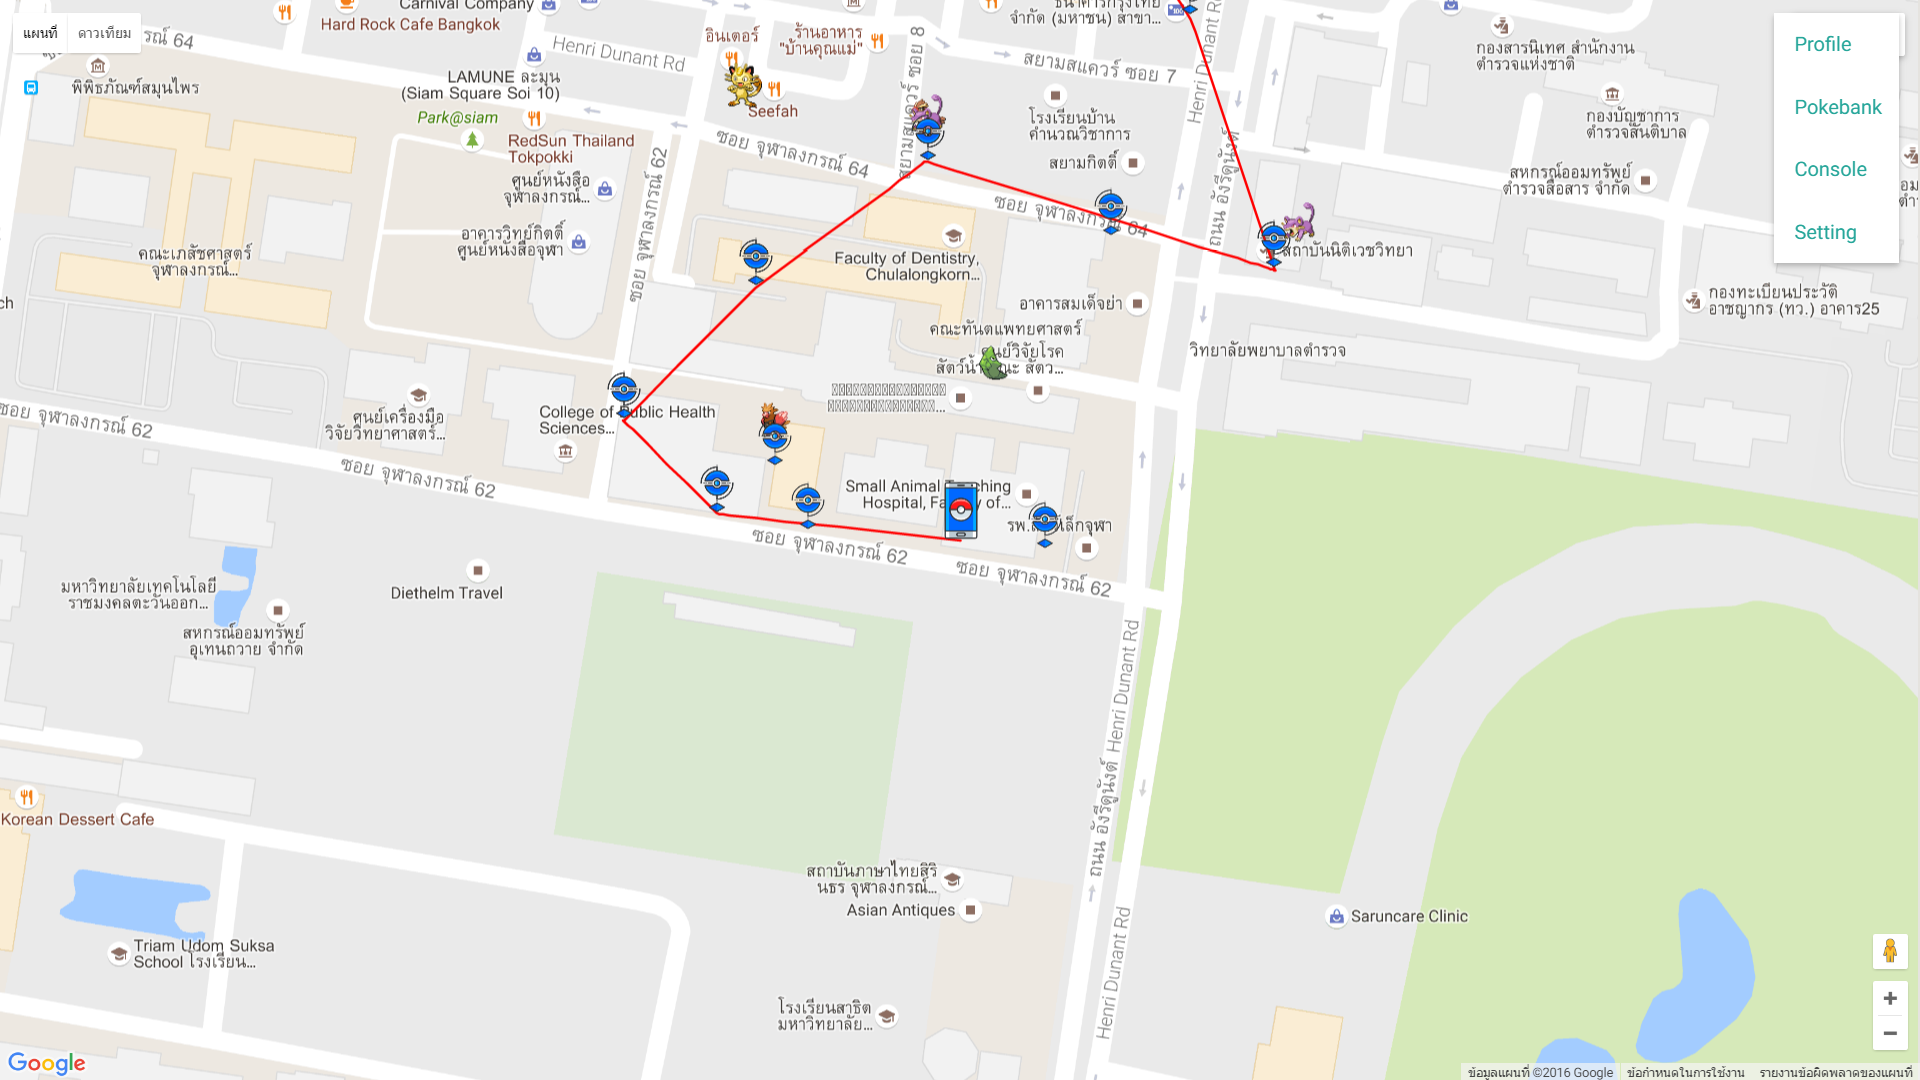 แผนที่
ดาวเทียม
Carnival Company
Hard Rock Cafe Bangkok
Henri Dunant Rd
LAMUNE ละมุน
(Siam Square Soi 10)
Park@siam
RedSun Thailand
Tokpokki
พิพิธภัณฑ์สมุนไพร
อินเตอร์
ร้านอาหาร
"บ้านคุณแม่"
Seefah
สยามสแควร์ ซอย 8
สยามสแควร์ ซอย 7
จำกัด (มหาชน) สาขา...
Henri Dunant Rd
กองสารนิเทศ สำนักงาน
ตำรวจแห่งชาติ
Profile
Pokebank
Console
Setting
โรงเรียนบ้าน
คำนวณวิชาการ
สยามกิตติ์
กองบัญชาการ
ตำรวจสันติบาล
สหกรณ์ออมทรัพย์
ตำรวจสื่อสาร จำกัด
ซอย จุฬาลงกรณ์ 64
ซอย จุฬาลงกรณ์ 64
ซอย จุฬาลงกรณ์ 62
ศูนย์หนังสือ
จุฬาลงกรณ์...
อาคารวิทย์กิตติ์
ศูนย์หนังสือจุฬา
คณะเภสัชศาสตร์
จุฬาลงกรณ์...
Faculty of Dentistry,
Chulalongkorn...
สถาบันนิติเวชวิทยา
ถนน อังรีดูนังต์
อาคารสมเด็จย่า
คณะทันตแพทยศาสตร์
สัตว์น้ำ
วิทยาลัยพยาบาลตำรวจ
กองทะเบียนประวัติ
อาชญากร (ทว.) อาคาร25
ศูนย์เครื่องมือ
วิจัยวิทยาศาสตร์...
College of Public Health
Sciences...
ซอย จุฬาลงกรณ์ 62
ซอย จุฬาลงกรณ์ 62
Small Animal Teaching
Hospital, Faculty of...
ซอย จุฬาลงกรณ์ 62
ซอย จุฬาลงกรณ์ 62
มหาวิทยาลัยเทคโนโลยี
ราชมงคลตะวันออก...
สหกรณ์ออมทรัพย์
อุเทนถวาย จำกัด
Diethelm Travel
ถนน อังรีดูนังต์ Henri Dunant Rd
Korean Dessert Cafe
สถาบันภาษาไทยสิริ
นธร จุฬาลงกรณ์...
Asian Antiques
Saruncare Clinic
Henri Dunant Rd
Triam Udom Suksa
School โรงเรียน...
โรงเรียนสาธิต
มหาวิทยาลัย...
Google
ข้อมูลแผนที่ ©2016 Google
ข้อกำหนดในการใช้งาน
รายงานข้อผิดพลาดของแผนที่